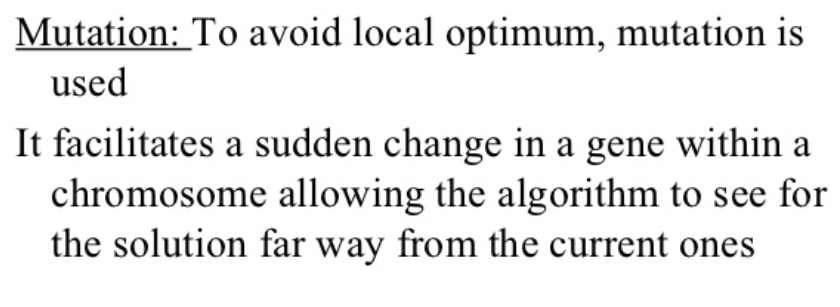 Mutation: To avoid local optimum, mutation is
used
It facilitates a sudden change in a gene within a
chromosome allowing the algorithm to see for
the solution far way from the current ones